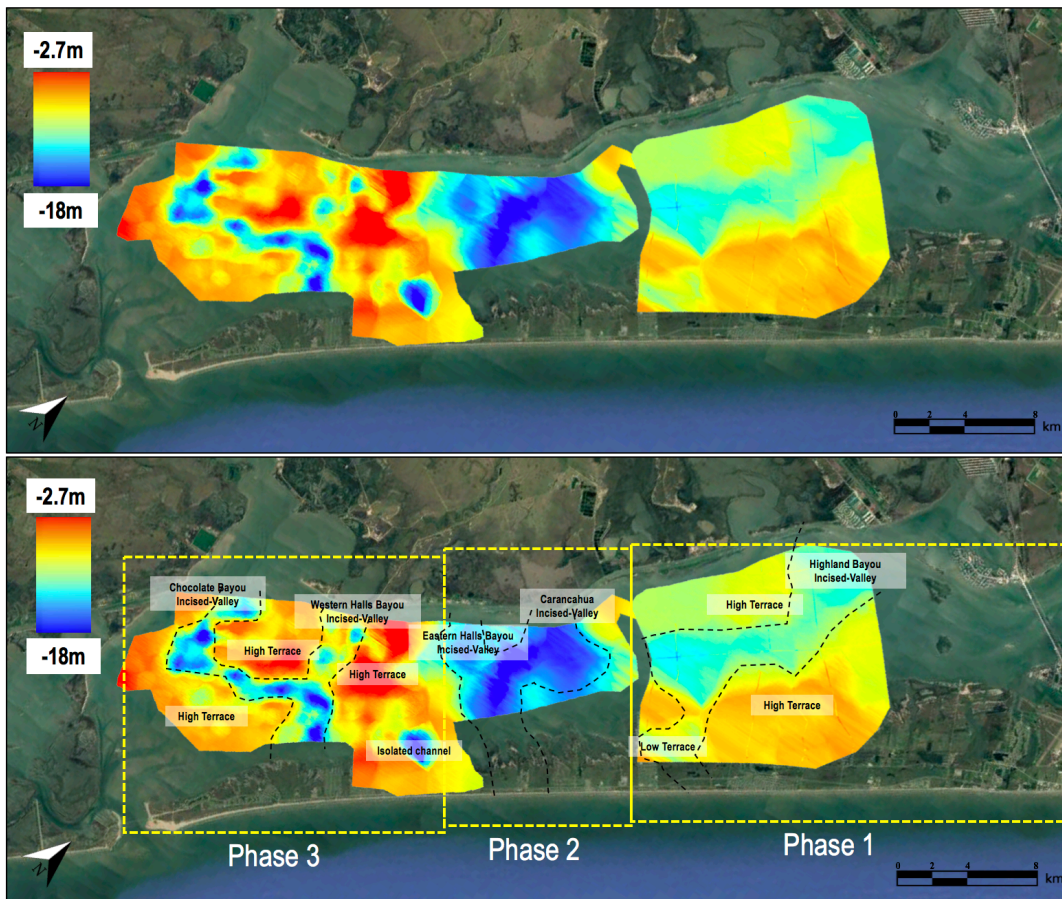 -2.7m
-18m
N
0 2 4 8
km
-2.7m
-18m
Chocolate Bayou
Incised-Valley
Western Halls Bayou
Incised-Valley
Carancahua
Incised-Valley
Highland Bayou
Incised-Valley
High Terrace
High Terrace
Eastern Halls Bayou
Incised-Valley
High Terrace
High Terrace
High Terrace
Isolated channel
Low Terrace
Phase 3
Phase 2
Phase 1
N
0 2 4 8
km